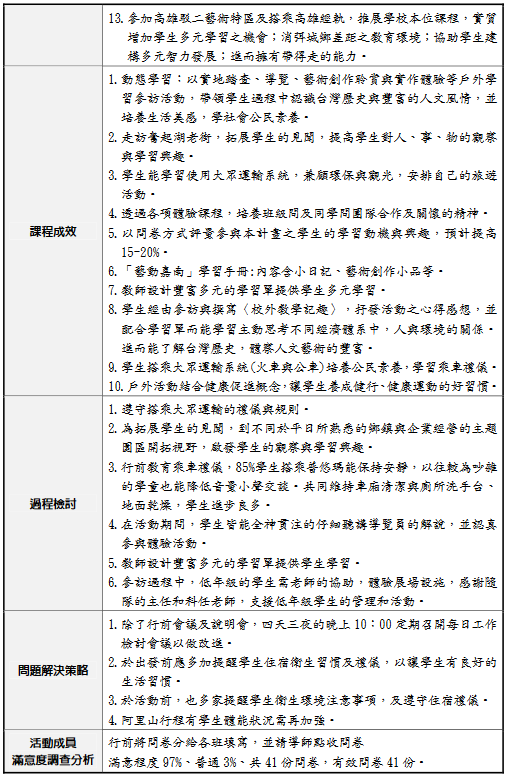 13. 參加高雄駁二藝術特區及搭乘高雄輕軌，推展學校本位課程，實質
增加學生多元學習之機會；消弭城鄉差距之教育環境；協助學生建
構多元智力發展；進而擁有帶得走的能力。
課程成效
1. 動態學習：以實地踏查、導覽、藝術創作聆賞與實作體驗等戶外學
習參訪活動，帶領學生過程中認識台灣歷史與豐富的人文風情，並
培養生活美感，學社會公民素養。
2. 走訪奮起湖老街，拓展學生的見聞，提高學生對人、事、物的觀察
與學習興趣。
3. 學生能學習使用大眾運輸系統，兼顧環保與觀光，安排自己的旅遊
活動。
4. 透過各項體驗課程，培養班級間及同學間團隊合作及關懷的精神。
5. 以問卷方式評量參與本計畫之學生的學習動機與興趣，預計提高
15-20%。
6. 「藝動嘉南」學習手冊:內容含小日記、藝術創作小品等。
7. 教師設計豐富多元的學習單提供學生多元學習。
8. 學生經由參訪與撰寫〈校外教學記趣〉，抒發活動之心得感想，並
配合學習單而能學習主動思考不同經濟體系中，人與環境的關係。
進而能了解台灣歷史，體察人文藝術的豐富。
9. 學生搭乘大眾運輸系統(火車與公車)培養公民素養，學習乘車禮儀。
10. 戶外活動結合健康促進概念，讓學生養成健行、健康運動的好習慣。
過程檢討
1. 遵守搭乘大眾運輸的禮儀與規則。
2. 為拓展學生的見聞，到不同於平日所熟悉的鄉鎮與企業經營的主題
園區開拓視野，啟發學生的觀察與學習興趣。
3. 行前教育乘車禮儀，85%學生搭乘普悠瑪能保持安靜，以往較為吵雜
的學童也能降低音量小聲交談。共同維持車廂清潔與廁所洗手台、
地面乾燥，學生進步良多。
4. 在活動期間，學生皆能全神貫注的仔細聽講導覽員的解說，並認真
參與體驗活動。
5. 教師設計豐富多元的學習單提供學生學習。
6. 參訪過程中，低年級的學生需老師的協助，體驗展場設施，感謝隨
隊的主任和科任老師，支援低年級學生的管理和活動。
問題解決策略
1. 除了行前會議及說明會，四天三夜的晚上 10：00 定期召開每日工作
檢討會議以做改進。
2. 於出發前應多加提醒學生住宿衛生習慣及禮儀，以讓學生有良好的
生活習慣。
3. 於活動前，也多家提醒學生衛生環境注意事項，及遵守住宿禮儀。
4. 阿里山行程有學生體能狀況需再加強。
活動成員
滿意度調查分析
行前將問卷分給各班填寫，並請導師點收問卷
滿意程度 97%、普通 3%、共 41 份問卷，有效問卷 41 份。